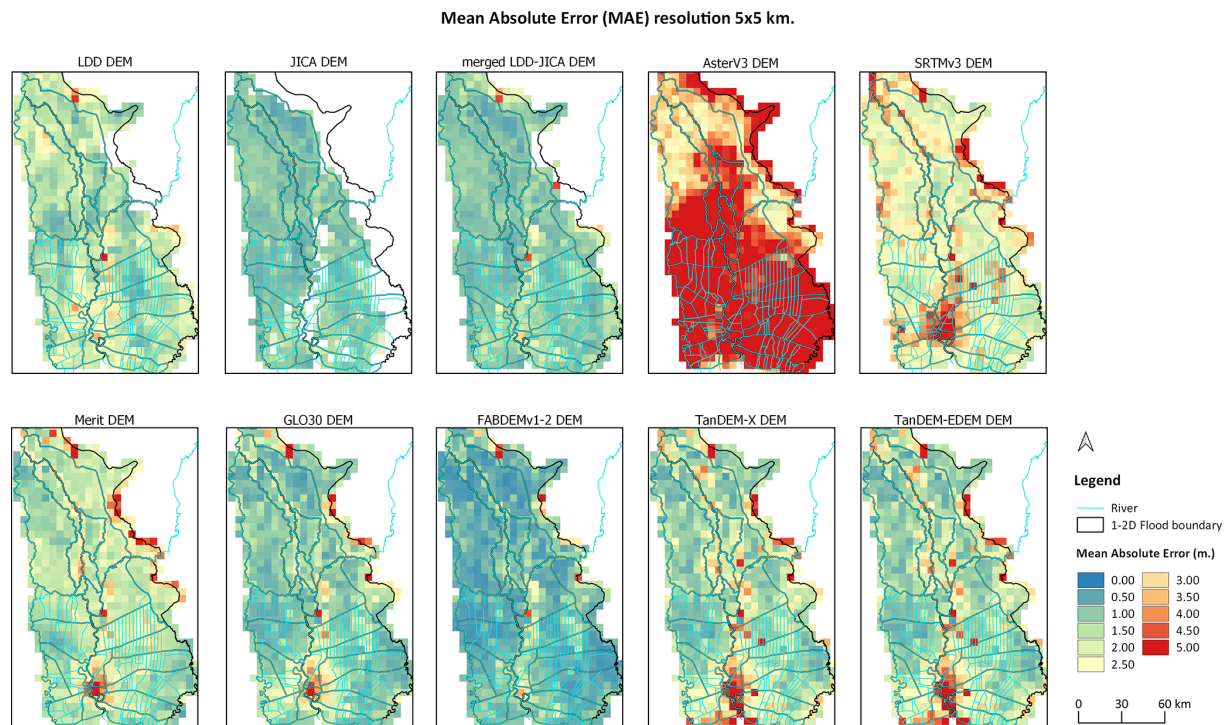 Mean Absolute Error (MAE) resolution 5x5 km.
LDD DEM
JICA DEM
merged LDD-JICA DEM
AsterV3 DEM
SRTMv3 DEM
Merit DEM
GLO30 DEM
FABDEMv1-2 DEM
TanDEM-X DEM
TanDEM-EDEM DEM
Legend
River
1-2D Flood boundary
Mean Absolute Error (m.)
0.00 3.00
0.50 3.50
1.00 4.00
1.50 4.50
2.00 5.00
2.50
0 30 60 km